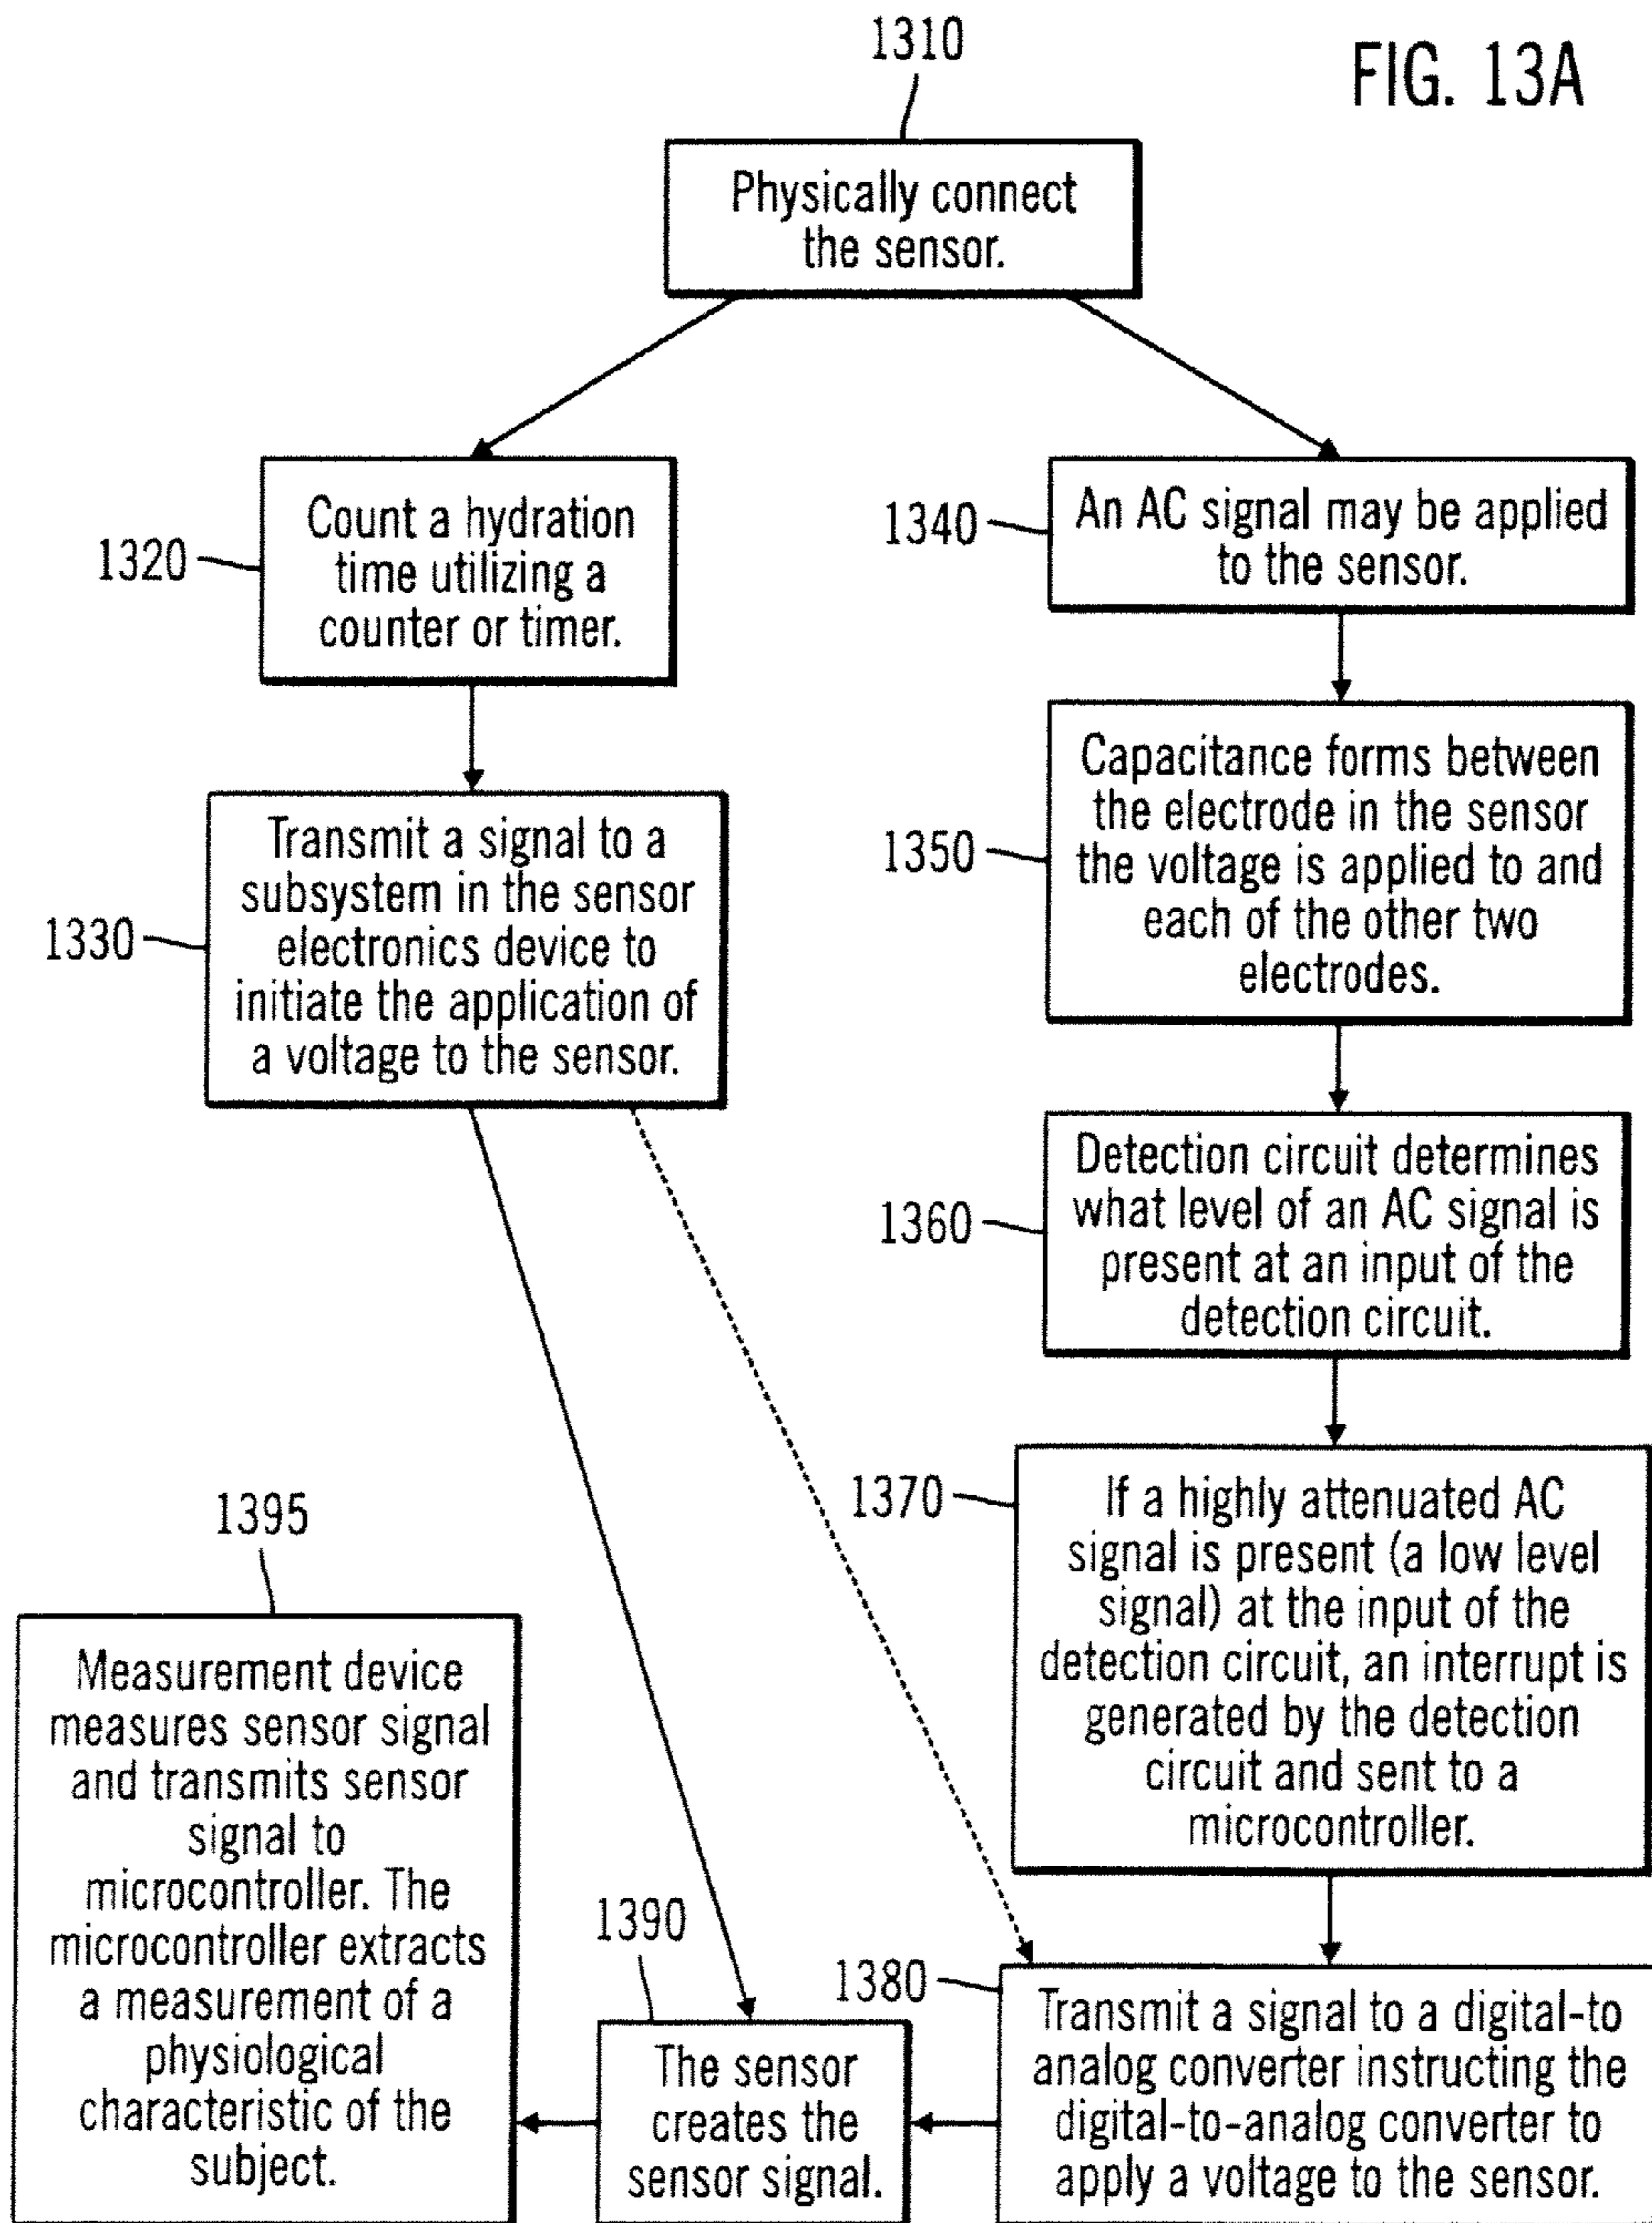 FIG. 13A
1310
Physically connect
the sensor.
1320
Count a hydration
time utilizing a
counter or timer.
1330
Transmit a signal to a
subsystem in the sensor
electronics device to
initiate the application of
a voltage to the sensor.
1340
An AC signal may be applied
to the sensor.
1350
Capacitance forms between
the electrode in the sensor
the voltage is applied to and
each of the other two
electrodes.
1360
Detection circuit determines
what level of an AC signal is
present at an input of the
detection circuit.
1370
If a highly attenuated AC
signal is present (a low level
signal) at the input of the
detection circuit, an interrupt is
generated by the detection
circuit and sent to a
microcontroller.
1380
Transmit a signal to a digital-to
analog converter instructing the
digital-to-analog converter to
apply a voltage to the sensor.
1390
The sensor
creates the
sensor signal.
1395
Measurement device
measures sensor signal
and transmits sensor
signal to
microcontroller. The
microcontroller extracts
a measurement of a
physiological
characteristic of the
subject.